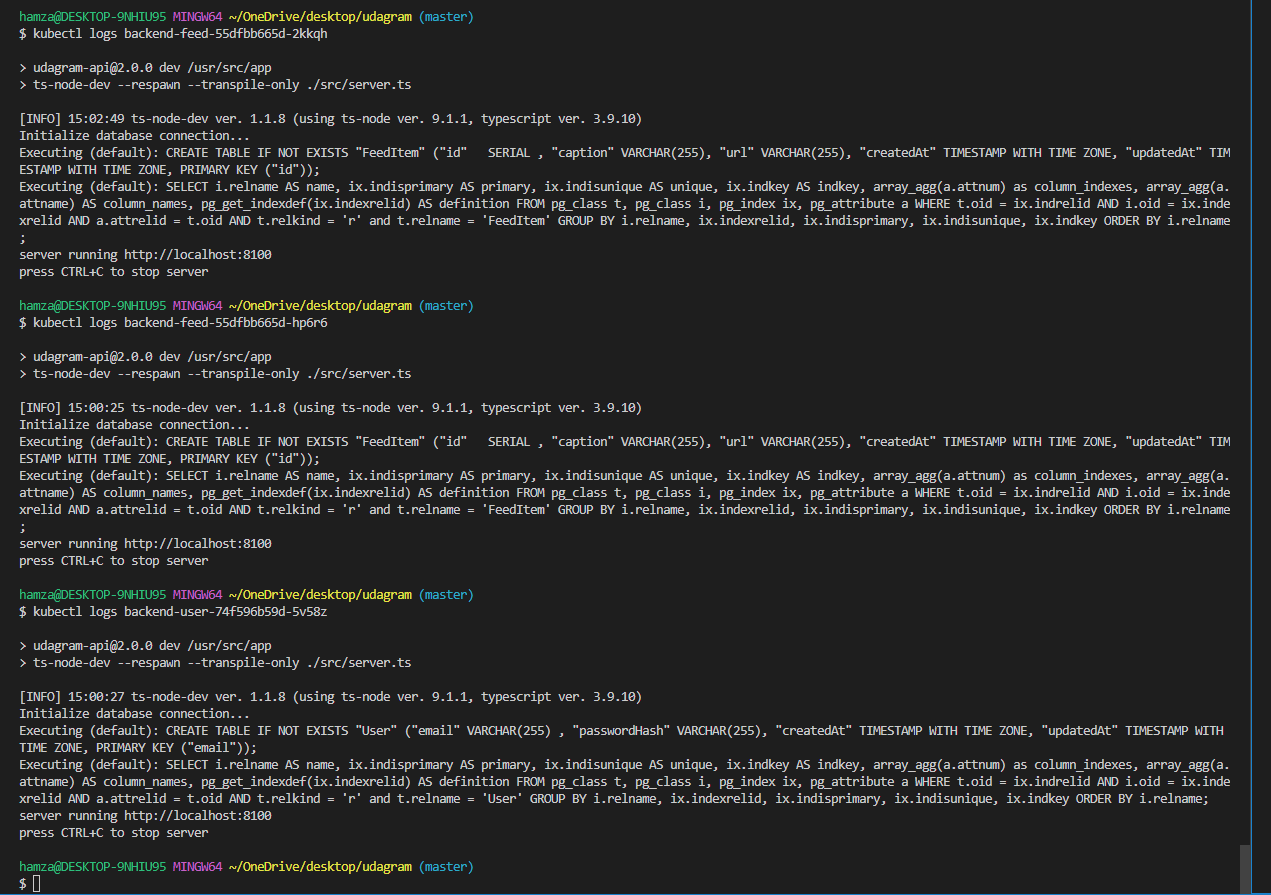 hamza@DESKTOP-9NHIU95 MINGW64 ~/OneDrive/desktop/udagram (master)
$ kubectl logs backend-feed-55dfbb665d-2kkqh
> udagram-api@2.0.0 dev /usr/src/app
> ts-node-dev --respawn --transpile-only ./src/server.ts
[INFO] 15:02:49 ts-node-dev ver. 1.1.8 (using ts-node ver. 9.1.1, typescript ver. 3.9.10)
Initialize database connection...
Executing (default): CREATE TABLE IF NOT EXISTS "FeedItem" ("id"   SERIAL , "caption" VARCHAR(255), "url" VARCHAR(255), "createdAt" TIMESTAMP WITH TIME ZONE, "updatedAt" TIM
ESTAMP WITH TIME ZONE, PRIMARY KEY ("id"));
Executing (default): SELECT i.relname AS name, ix.indisprimary AS primary, ix.indisunique AS unique, ix.indkey AS indkey, array_agg(a.attnum) as column_indexes, array_agg(a.
attname) AS column_names, pg_get_indexdef(ix.indexrelid) AS definition FROM pg_class t, pg_class i, pg_index ix, pg_attribute a WHERE t.oid = ix.indrelid AND i.oid = ix.inde
xrelid AND a.attrelid = t.oid AND t.relkind = 'r' and t.relname = 'FeedItem' GROUP BY i.relname, ix.indexrelid, ix.indisprimary, ix.indisunique, ix.indkey ORDER BY i.relname
;
server running http://localhost:8100
press CTRL+C to stop server
hamza@DESKTOP-9NHIU95 MINGW64 ~/OneDrive/desktop/udagram (master)
$ kubectl logs backend-feed-55dfbb665d-hp6r6
> udagram-api@2.0.0 dev /usr/src/app
> ts-node-dev --respawn --transpile-only ./src/server.ts
[INFO] 15:00:25 ts-node-dev ver. 1.1.8 (using ts-node ver. 9.1.1, typescript ver. 3.9.10)
Initialize database connection...
Executing (default): CREATE TABLE IF NOT EXISTS "FeedItem" ("id"   SERIAL , "caption" VARCHAR(255), "url" VARCHAR(255), "createdAt" TIMESTAMP WITH TIME ZONE, "updatedAt" TIM
ESTAMP WITH TIME ZONE, PRIMARY KEY ("id"));
Executing (default): SELECT i.relname AS name, ix.indisprimary AS primary, ix.indisunique AS unique, ix.indkey AS indkey, array_agg(a.attnum) as column_indexes, array_agg(a.
attname) AS column_names, pg_get_indexdef(ix.indexrelid) AS definition FROM pg_class t, pg_class i, pg_index ix, pg_attribute a WHERE t.oid = ix.indrelid AND i.oid = ix.inde
xrelid AND a.attrelid = t.oid AND t.relkind = 'r' and t.relname = 'FeedItem' GROUP BY i.relname, ix.indexrelid, ix.indisprimary, ix.indisunique, ix.indkey ORDER BY i.relname
;
server running http://localhost:8100
press CTRL+C to stop server
hamza@DESKTOP-9NHIU95 MINGW64 ~/OneDrive/desktop/udagram (master)
$ kubectl logs backend-user-74f596b59d-5v58z
> udagram-api@2.0.0 dev /usr/src/app
> ts-node-dev --respawn --transpile-only ./src/server.ts
[INFO] 15:00:27 ts-node-dev ver. 1.1.8 (using ts-node ver. 9.1.1, typescript ver. 3.9.10)
Initialize database connection...
Executing (default): CREATE TABLE IF NOT EXISTS "User" ("email" VARCHAR(255) , "passwordHash" VARCHAR(255), "createdAt" TIMESTAMP WITH TIME ZONE, "updatedAt" TIMESTAMP WITH
TIME ZONE, PRIMARY KEY ("email"));
Executing (default): SELECT i.relname AS name, ix.indisprimary AS primary, ix.indisunique AS unique, ix.indkey AS indkey, array_agg(a.attnum) as column_indexes, array_agg(a.
attname) AS column_names, pg_get_indexdef(ix.indexrelid) AS definition FROM pg_class t, pg_class i, pg_index ix, pg_attribute a WHERE t.oid = ix.indrelid AND i.oid = ix.inde
xrelid AND a.attrelid = t.oid AND t.relkind = 'r' and t.relname = 'User' GROUP BY i.relname, ix.indexrelid, ix.indisprimary, ix.indisunique, ix.indkey ORDER BY i.relname;
server running http://localhost:8100
press CTRL+C to stop server
hamza@DESKTOP-9NHIU95 MINGW64 ~/OneDrive/desktop/udagram (master)
$